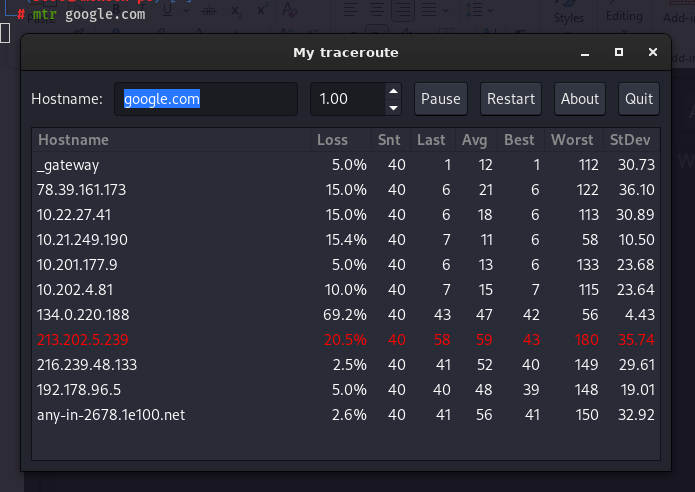 # mtr google.com
Styles
Editing
My traceroute
Hostname: google.com 1.00 Pause Restart About Quit
Hostname Loss Snt Last Avg Best Worst StDev
_gateway 5.0% 40 1 12 1 112 30.73
78.39.161.173 15.0% 40 6 21 6 122 36.10
10.22.27.41 15.0% 40 6 18 6 113 30.89
10.21.249.190 15.4% 40 7 11 6 58 10.50
10.201.177.9 5.0% 40 6 13 6 133 23.68
10.202.4.81 10.0% 40 7 15 7 115 23.64
134.0.220.188 69.2% 40 43 47 42 56 4.43
213.202.5.239 20.5% 40 58 59 43 180 35.74
216.239.48.133 2.5% 40 41 52 40 149 29.61
192.178.96.5 5.0% 40 40 48 39 148 19.01
any-in-2678.1e100.net 2.6% 40 41 56 41 150 32.92